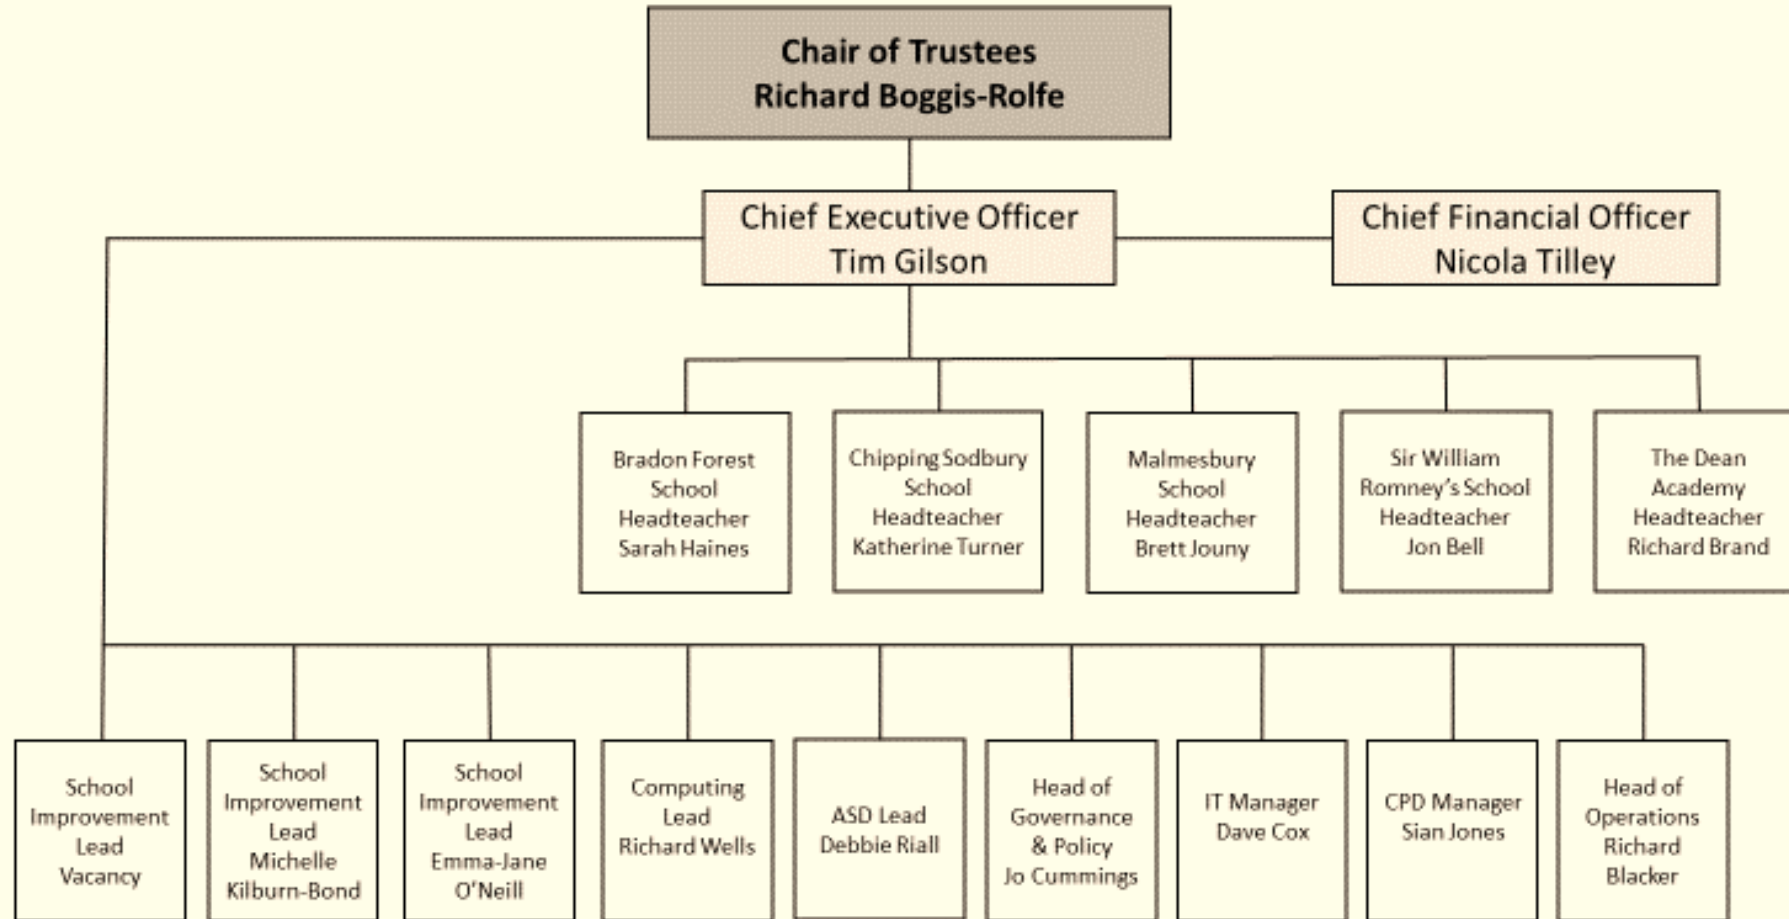 Chair of Trustees
Richard Boggis-Rolfe
Chief Executive Officer
Tim Gilson
Chief Financial Officer
Nicola Tilley
Bradon Forest
School
Headteacher
Sarah Haines
Chipping Sodbury
School
Headteacher
Katherine Turner
Malmesbury
School
Headteacher
Brett Jouny
Sir William
Romney’s School
Headteacher
Jon Bell
The Dean
Academy
Headteacher
Richard Brand
School
Improvement
Lead
Vacancy
School
Improvement
Lead
Michelle
Kilburn-Bond
School
Improvement
Lead
Emma-Jane
O’Neill
Computing
Lead
Richard Wells
ASD Lead
Debbie Riall
Head of
Governance
& Policy
Jo Cummings
IT Manager
Dave Cox
CPD Manager
Sian Jones
Head of
Operations
Richard
Blacker